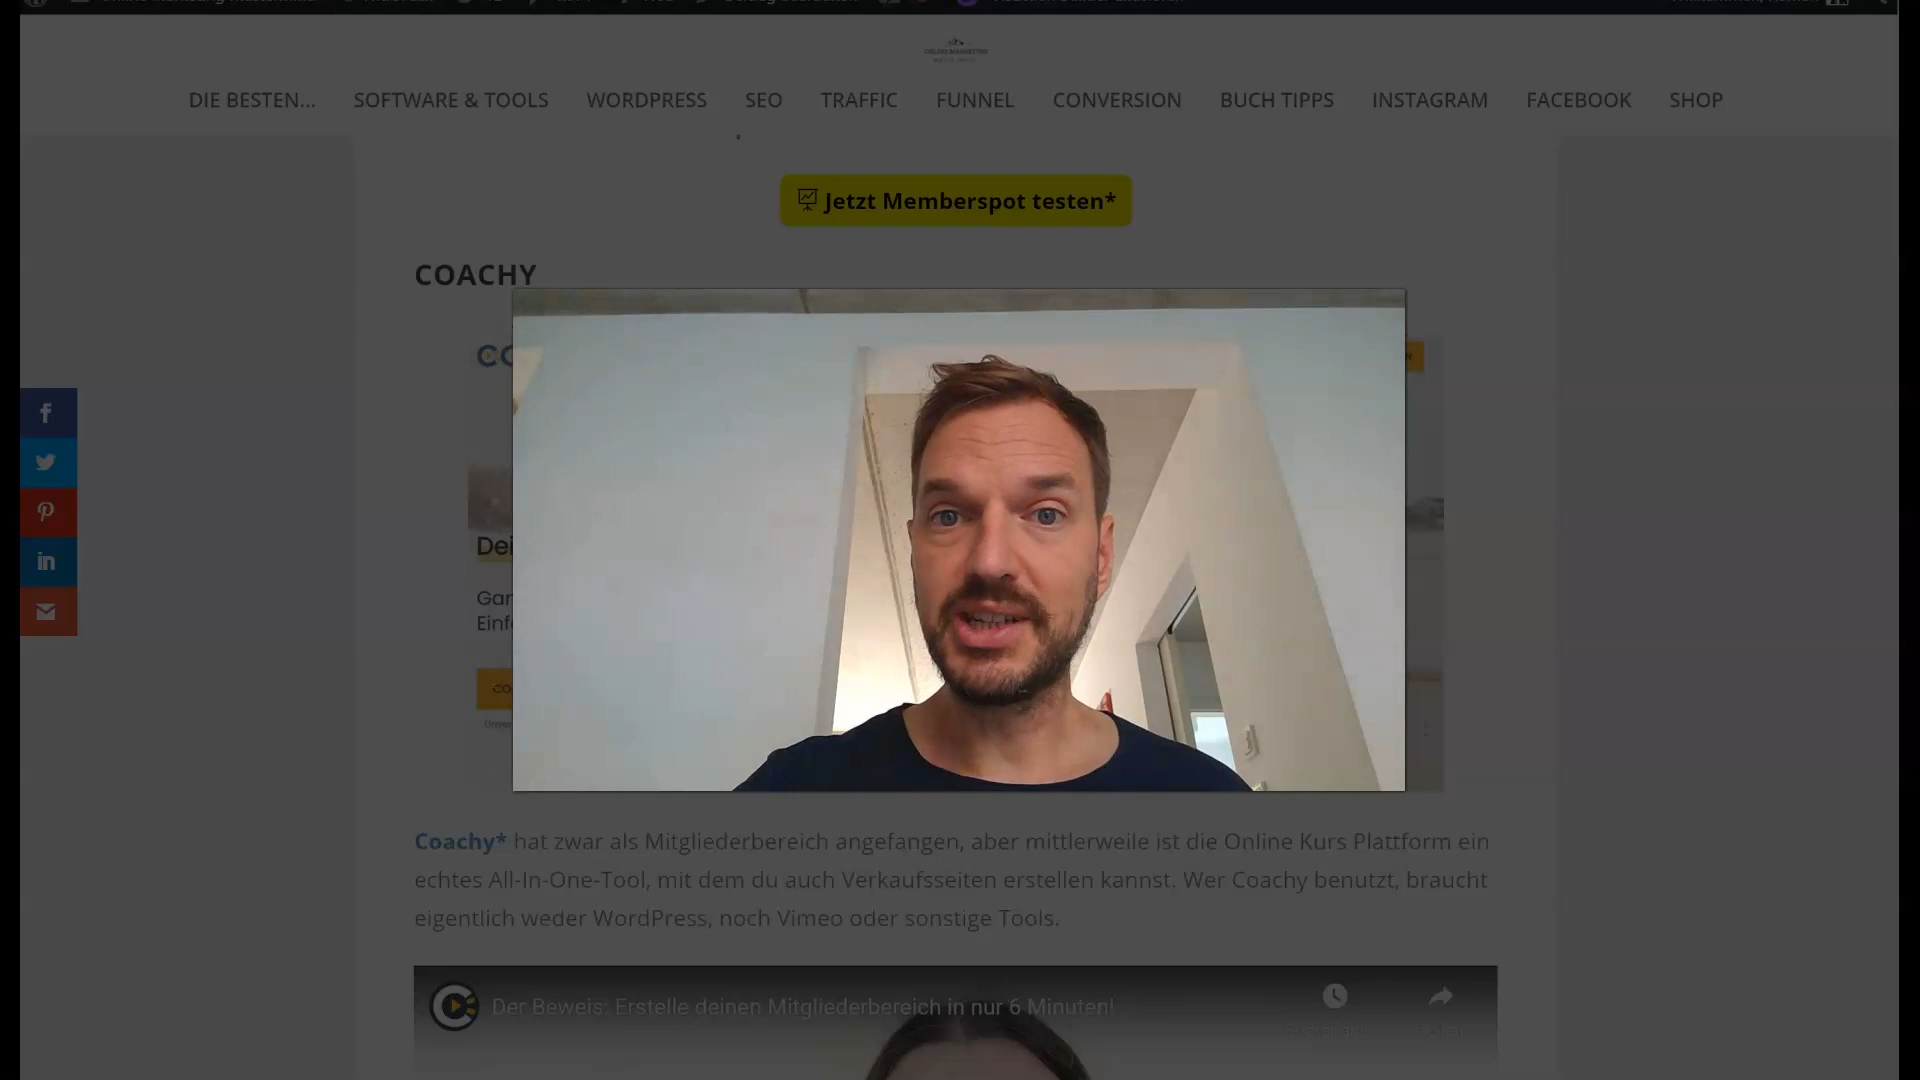 DIE BESTEN... SOFTWARE & TOOLS WORDPRESS SEO TRAFFIC FUNNEL CONVERSION BUCH TIPPS INSTAGRAM FACEBOOK SHOP
Jetzt Memberspot testen*
COACHY
Coachy* hat zwar als Mitgliederbereich angefangen, aber mittlerweile ist die Online Kurs Plattform ein
echtes All-In-One-Tool, mit dem du auch Verkaufsseiten erstellen kannst. Wer Coachy benutzt, braucht
eigentlich weder WordPress, noch Vimeo oder sonstige Tools.
Der Beweis: Erstelle deinen Mitgliederbereich in nur 6 Minuten!